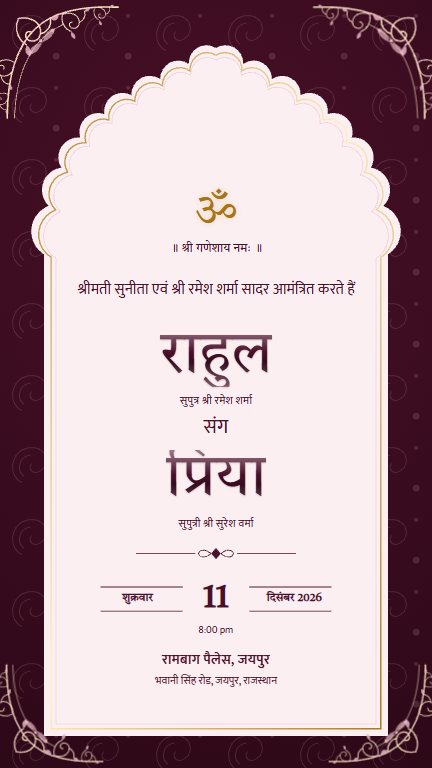 ॐ
॥ श्री गणेशाय नमः ॥
श्रीमती सुनीता एवं श्री रमेश शर्मा सादर आमंत्रित करते हैं
राहुल
सुपुत्र श्री रमेश शर्मा
संग
प्रिया
सुपुत्री श्री सुरेश वर्मा
शुक्रवार 11 दिसंबर 2026
8:00 pm
रामबाग पैलेस, जयपुर
भवानी सिंह रोड, जयपुर, राजस्थान